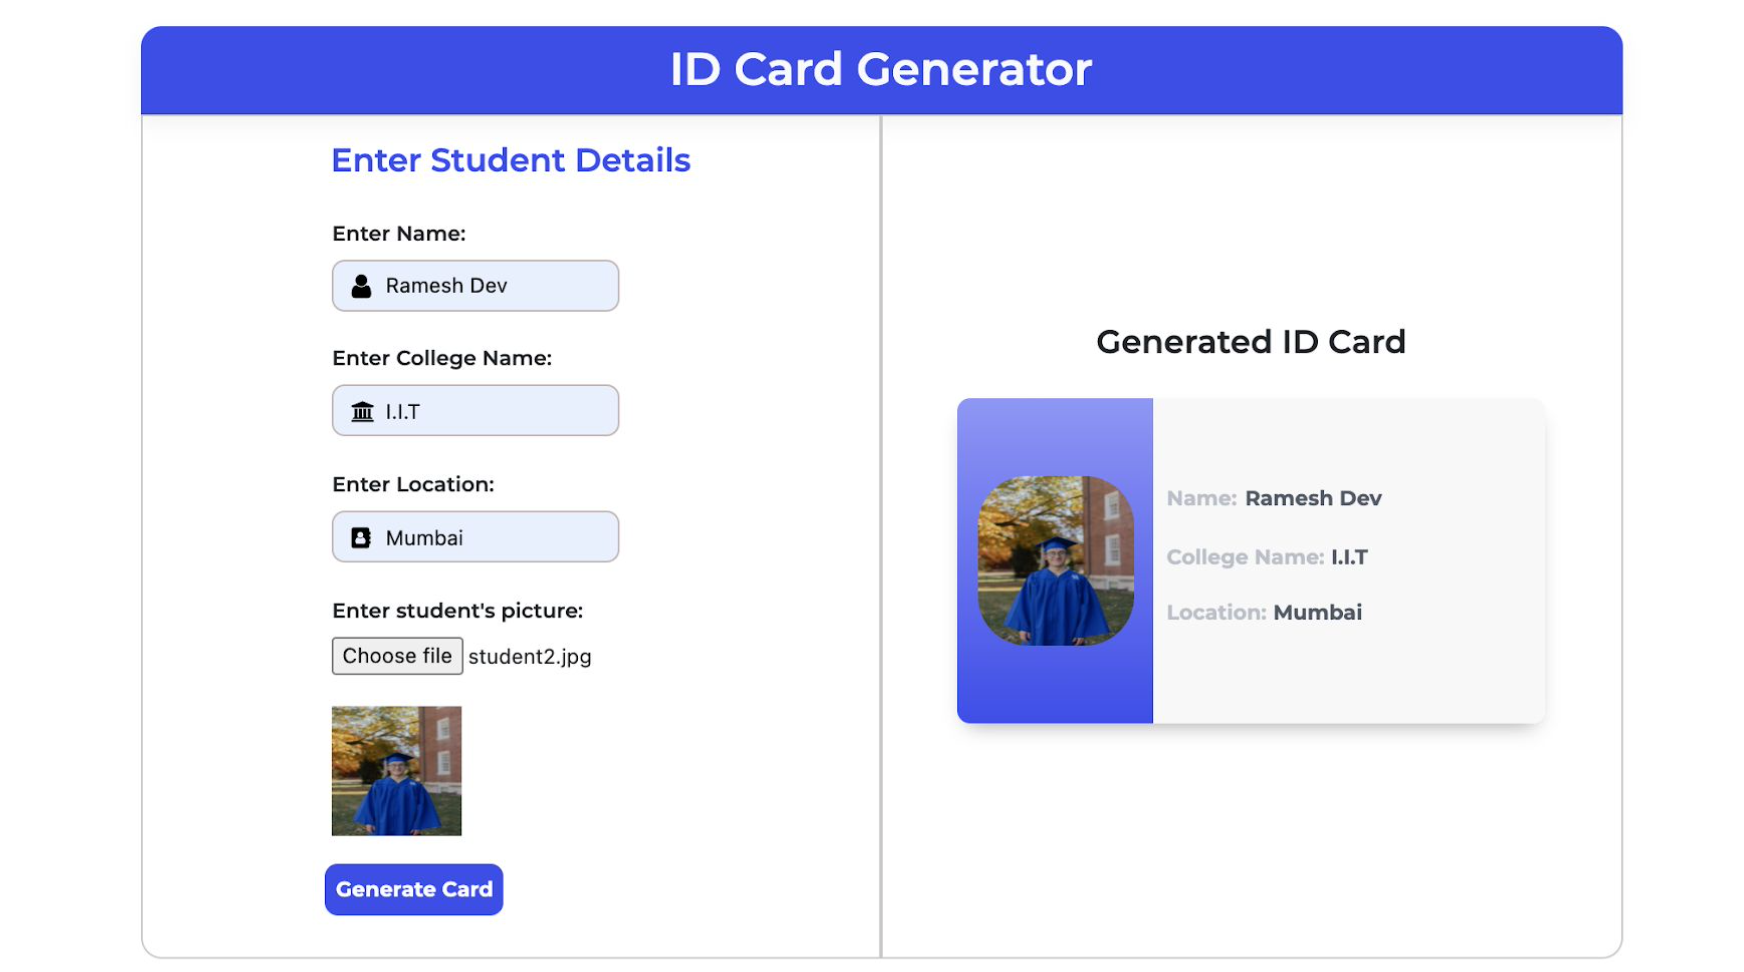 ID Card Generator
Enter Student Details
Enter Name:
Ramesh Dev
Enter College Name:
I.I.T
Enter Location:
Mumbai
Enter student's picture:
Choose file student2.jpg
Generate Card
Generated ID Card
Name: Ramesh Dev
College Name: I.I.T
Location: Mumbai